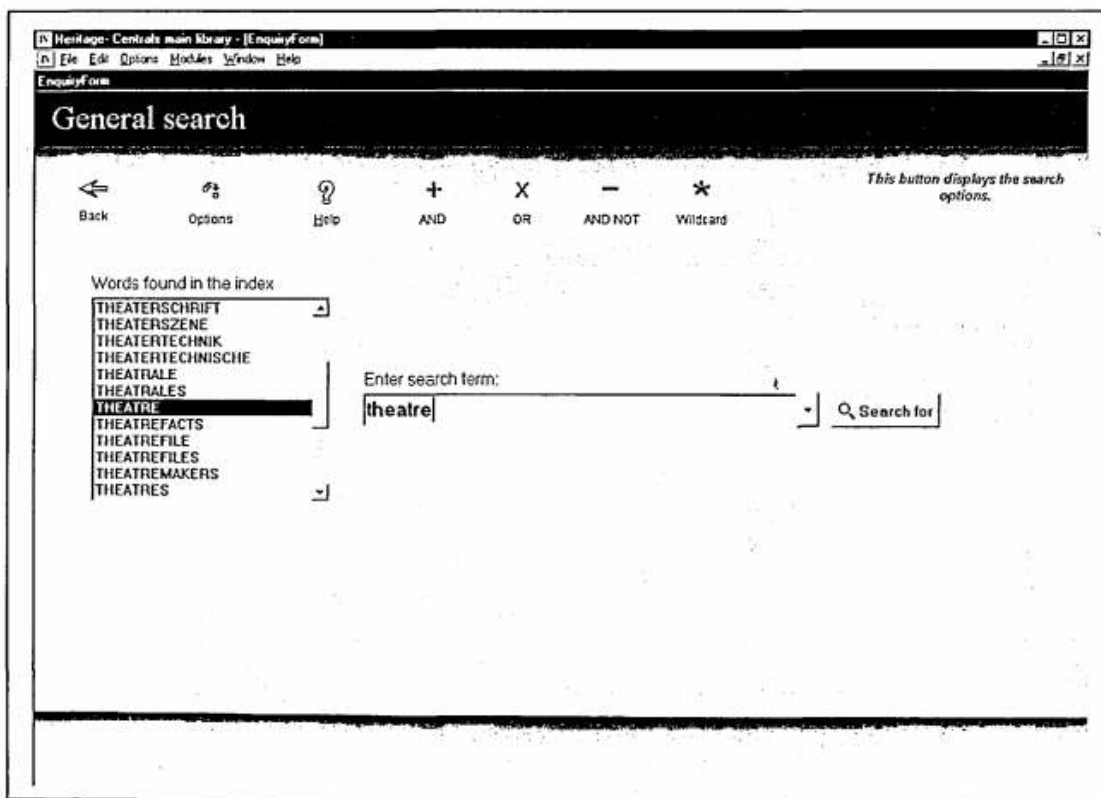 Heritage- Centrals main library - [EnquiryForm]
File Edit Options Modules Window Help
EnquiryForm
General search
This button displays the search
options.
Back Options Help AND OR AND NOT Wildcard
Words found in the index
THEATERSCHRIFT
THEATERSZENE
THEATERTECHNIK
THEATERTECHNISCHE
THEATRALE
THEATRALES
THEATRE
THEATREFACTS
THEATREFILE
THEATREFILES
THEATREMAKERS
THEATRES
Enter search term:
theatre
Search for